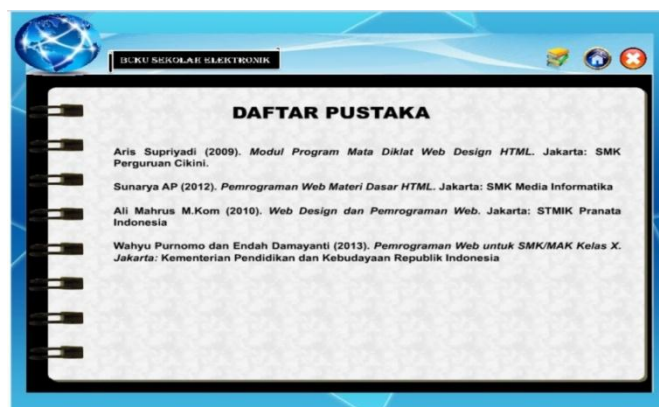 BUKU SEKOLAH ELEKTRONIK
DAFTAR PUSTAKA
Aris Supriyadi (2009). Modul Program Mata Diklat Web Design HTML. Jakarta: SMK
Perguruan Cikini.
Sunarya AP (2012). Pemrograman Web Materi Dasar HTML. Jakarta: SMK Media Informatika
Ali Mahrus M.Kom (2010). Web Design dan Pemrograman Web. Jakarta: STMIK Pranata
Indonesia
Wahyu Purnomo dan Endah Damayanti (2013). Pemrograman Web untuk SMK/MAK Kelas X.
Jakarta: Kementerian Pendidikan dan Kebudayaan Republik Indonesia